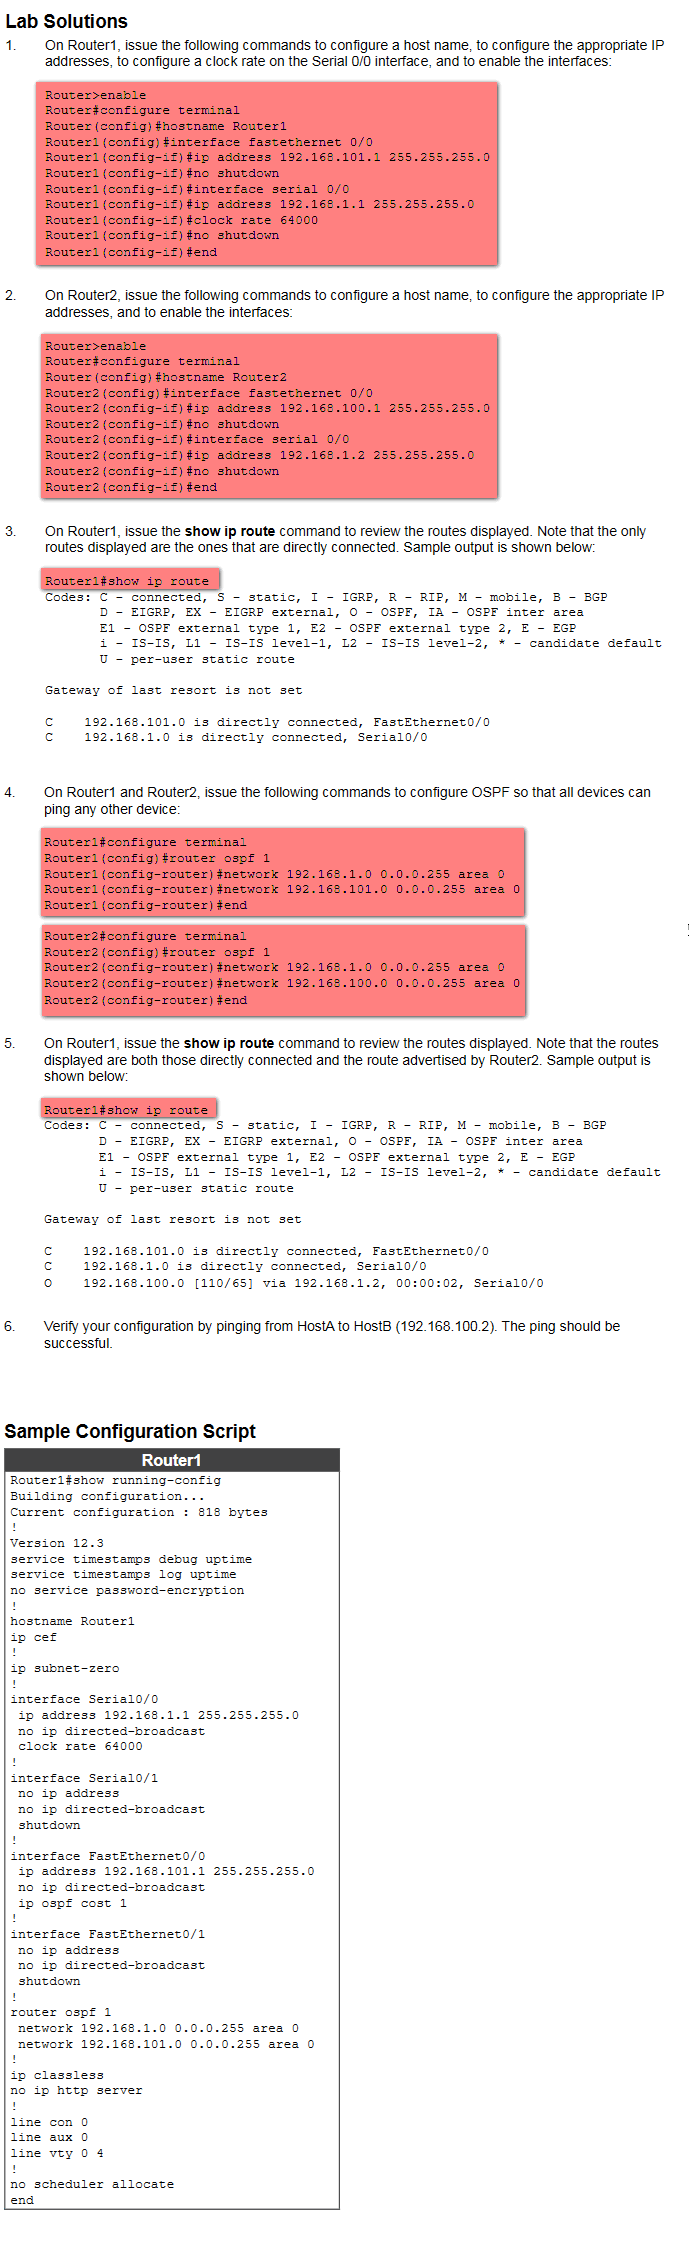 Lab Solutions
1. On Router1, issue the following commands to configure a host name, to configure the appropriate IP
addresses, to configure a clock rate on the Serial 0/0 interface, and to enable the interfaces:
Router>enable
Router#configure terminal
Router(config)#hostname Router1
Router1(config)#interface fastethernet 0/0
Router1(config-if)#ip address 192.168.101.1 255.255.255.0
Router1(config-if)#no shutdown
Router1(config-if)#interface serial 0/0
Router1(config-if)#ip address 192.168.1.1 255.255.255.0
Router1(config-if)#clock rate 64000
Router1(config-if)#no shutdown
Router1(config-if)#end
2. On Router2, issue the following commands to configure a host name, to configure the appropriate IP
addresses, and to enable the interfaces:
Router>enable
Router#configure terminal
Router(config)#hostname Router2
Router2(config)#interface fastethernet 0/0
Router2(config-if)#ip address 192.168.100.1 255.255.255.0
Router2(config-if)#no shutdown
Router2(config-if)#interface serial 0/0
Router2(config-if)#ip address 192.168.1.2 255.255.255.0
Router2(config-if)#no shutdown
Router2(config-if)#end
3. On Router1, issue the show ip route command to review the routes displayed. Note that the only
routes displayed are the ones that are directly connected. Sample output is shown below:
Router1#show ip route
Codes: C - connected, S - static, I - IGRP, R - RIP, M - mobile, B - BGP
D - EIGRP, EX - EIGRP external, O - OSPF, IA - OSPF inter area
E1 - OSPF external type 1, E2 - OSPF external type 2, E - EGP
i - IS-IS, L1 - IS-IS level-1, L2 - IS-IS level-2, * - candidate default
U - per-user static route
Gateway of last resort is not set
C 192.168.101.0 is directly connected, FastEthernet0/0
C 192.168.1.0 is directly connected, Serial0/0
4. On Router1 and Router2, issue the following commands to configure OSPF so that all devices can
ping any other device:
Router1#configure terminal
Router1(config)#router ospf 1
Router1(config-router)#network 192.168.1.0 0.0.0.255 area 0
Router1(config-router)#network 192.168.101.0 0.0.0.255 area 0
Router1(config-router)#end
Router2#configure terminal
Router2(config)#router ospf 1
Router2(config-router)#network 192.168.1.0 0.0.0.255 area 0
Router2(config-router)#network 192.168.100.0 0.0.0.255 area 0
Router2(config-router)#end
5. On Router1, issue the show ip route command to review the routes displayed. Note that the routes
displayed are both those directly connected and the route advertised by Router2. Sample output is
shown below:
Router1#show ip route
Codes: C - connected, S - static, I - IGRP, R - RIP, M - mobile, B - BGP
D - EIGRP, EX - EIGRP external, O - OSPF, IA - OSPF inter area
E1 - OSPF external type 1, E2 - OSPF external type 2, E - EGP
i - IS-IS, L1 - IS-IS level-1, L2 - IS-IS level-2, * - candidate default
U - per-user static route
Gateway of last resort is not set
C 192.168.101.0 is directly connected, FastEthernet0/0
C 192.168.1.0 is directly connected, Serial0/0
O 192.168.100.0 [110/65] via 192.168.1.2, 00:00:02, Serial0/0
6. Verify your configuration by pinging from HostA to HostB (192.168.100.2). The ping should be
successful.
Sample Configuration Script
Router1
Router1#show running-config
Building configuration...
Current configuration : 818 bytes
!
Version 12.3
service timestamps debug uptime
service timestamps log uptime
no service password-encryption
!
hostname Router1
ip cef
!
ip subnet-zero
!
interface Serial0/0
ip address 192.168.1.1 255.255.255.0
no ip directed-broadcast
clock rate 64000
!
interface Serial0/1
no ip address
no ip directed-broadcast
shutdown
!
interface FastEthernet0/0
ip address 192.168.101.1 255.255.255.0
no ip directed-broadcast
ip ospf cost 1
!
interface FastEthernet0/1
no ip address
no ip directed-broadcast
shutdown
!
router ospf 1
network 192.168.1.0 0.0.0.255 area 0
network 192.168.101.0 0.0.0.255 area 0
!
ip classless
no ip http server
!
line con 0
line aux 0
line vty 0 4
!
no scheduler allocate
end